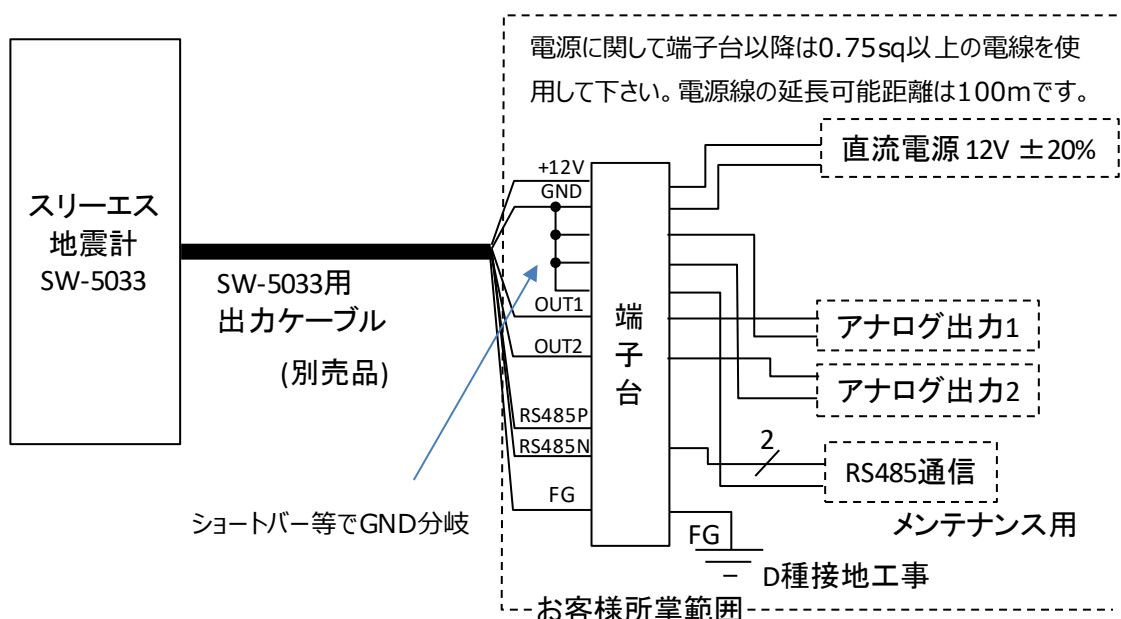 電源に関して端子台以降は0.75sq以上の電線を使
用して下さい。電源線の延長可能距離は100mです。
直流電源 12V ±20%
スリーエス
地震計
SW-5033
SW-5033用
出力ケーブル
(別売品)
+12V
GND
OUT1
OUT2
RS485P
RS485N
FG
端
子
台
アナログ出力1
アナログ出力2
2
RS485通信
メンテナンス用
ショートバー等でGND分岐
FG
D種接地工事
お客様所掌範囲